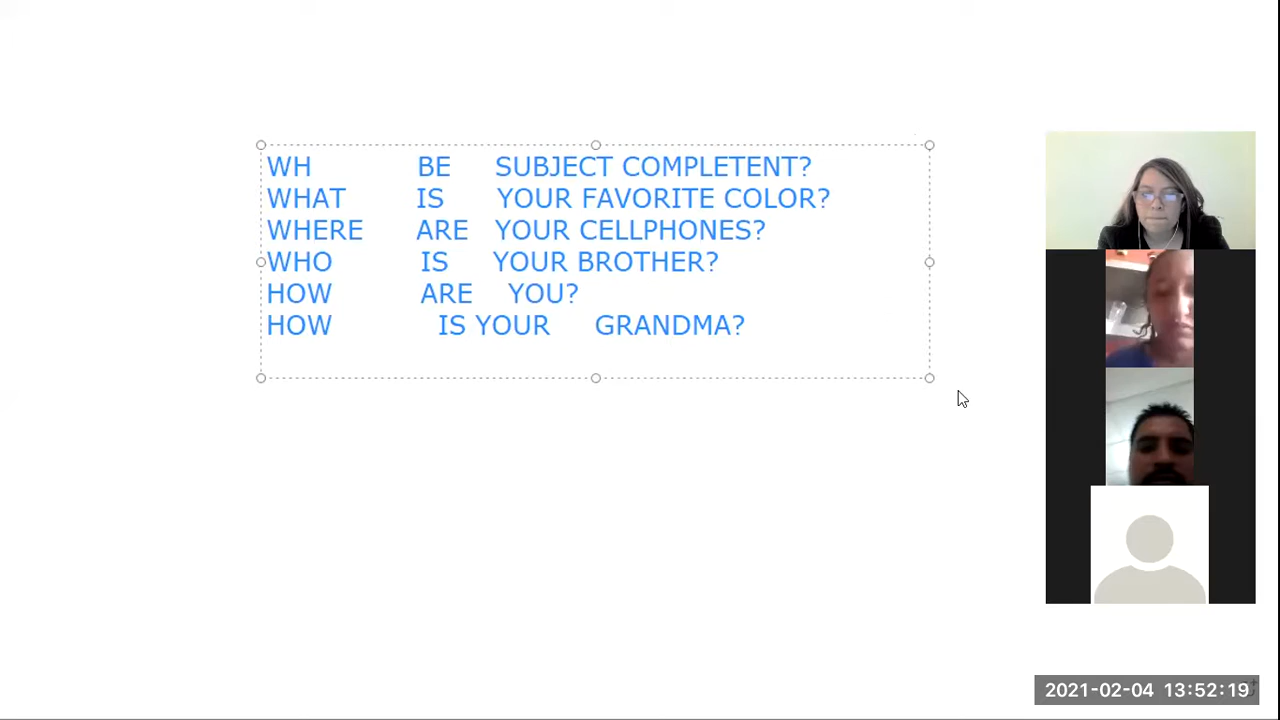 WH BE SUBJECT COMPLETENT?
WHAT IS YOUR FAVORITE COLOR?
WHERE ARE YOUR CELLPHONES?
WHO IS YOUR BROTHER?
HOW ARE YOU?
HOW IS YOUR GRANDMA?
2021-02-04 13:52:19